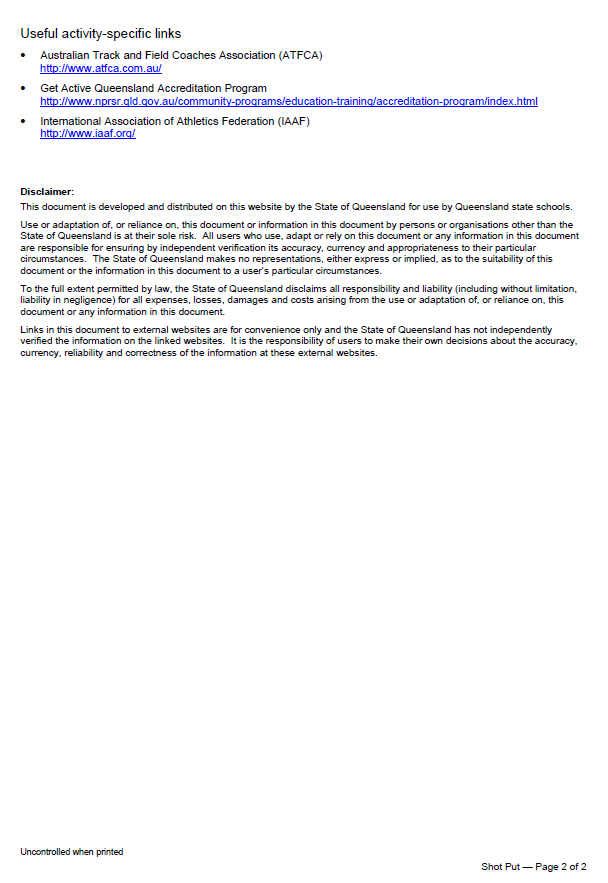 Useful activity-specific links
• Australian Track and Field Coaches Association (ATFCA)
http://www.atfca.com.au/
• Get Active Queensland Accreditation Program
http://www.nprsr.qld.gov.au/community-programs/education-training/accreditation-program/index.html
• International Association of Athletics Federation (IAAF)
http://www.iaaf.org/
Disclaimer:
This document is developed and distributed on this website by the State of Queensland for use by Queensland state schools.
Use or adaptation of, or reliance on, this document or information in this document by persons or organisations other than the
State of Queensland is at their sole risk.  All users who use, adapt or rely on this document or any information in this document
are responsible for ensuring by independent verification its accuracy, currency and appropriateness to their particular
circumstances.  The State of Queensland makes no representations, either express or implied, as to the suitability of this
document or the information in this document to a user's particular circumstances.
To the full extent permitted by law, the State of Queensland disclaims all responsibility and liability (including without limitation,
liability in negligence) for all expenses, losses, damages and costs arising from the use or adaptation of, or reliance on, this
document or any information in this document.
Links in this document to external websites are for convenience only and the State of Queensland has not independently
verified the information on the linked websites.  It is the responsibility of users to make their own decisions about the accuracy,
currency, reliability and correctness of the information at these external websites.
Uncontrolled when printed
Shot Put — Page 2 of 2